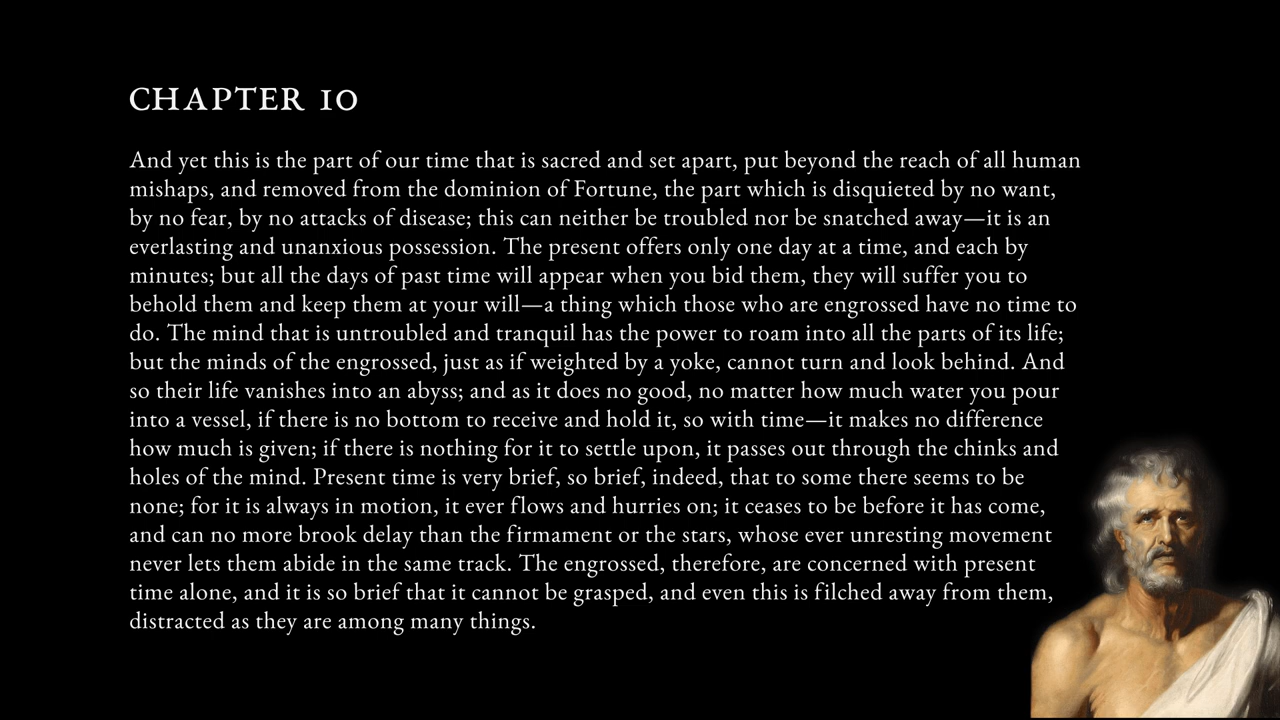 CHAPTER 10
And yet this is the part of our time that is sacred and set apart, put beyond the reach of all human
mishaps, and removed from the dominion of Fortune, the part which is disquieted by no want,
by no fear, by no attacks of disease; this can neither be troubled nor be snatched away—it is an
everlasting and unanxious possession. The present offers only one day at a time, and each by
minutes; but all the days of past time will appear when you bid them, they will suffer you to
behold them and keep them at your will—a thing which those who are engrossed have no time to
do. The mind that is untroubled and tranquil has the power to roam into all the parts of its life;
but the minds of the engrossed, just as if weighted by a yoke, cannot turn and look behind. And
so their life vanishes into an abyss; and as it does no good, no matter how much water you pour
into a vessel, if there is no bottom to receive and hold it, so with time—it makes no difference
how much is given; if there is nothing for it to settle upon, it passes out through the chinks and
holes of the mind. Present time is very brief, so brief, indeed, that to some there seems to be
none; for it is always in motion, it ever flows and hurries on; it ceases to be before it has come,
and can no more brook delay than the firmament or the stars, whose ever unresting movement
never lets them abide in the same track. The engrossed, therefore, are concerned with present
time alone, and it is so brief that it cannot be grasped, and even this is filched away from them,
distracted as they are among many things.